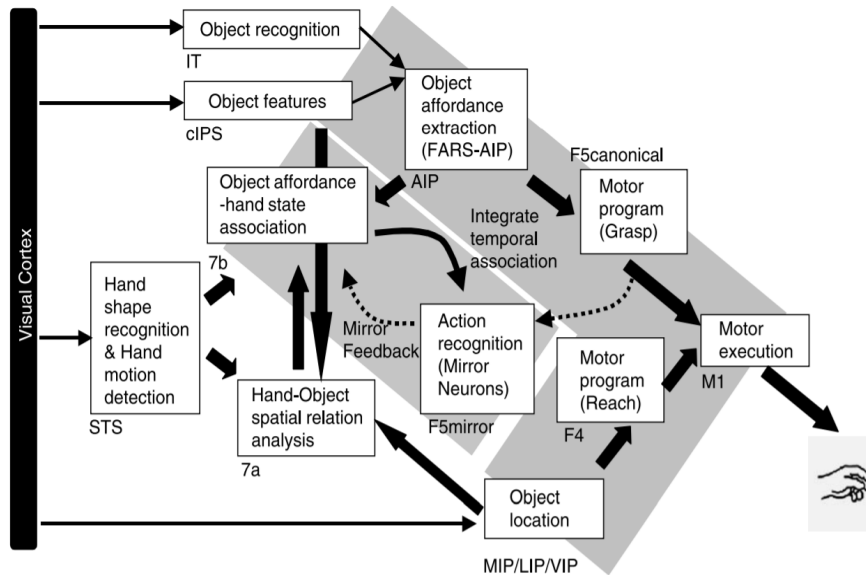 Visual Cortex
Object recognition
IT
Object features
cIPS
Object
affordance
extraction
(FARS-AIP)
AIP
F5canonical
Motor
program
(Grasp)
Object affordance
-hand state
association
7b
Integrate
temporal
association
Hand
shape
recognition
& Hand
motion
detection
STS
Mirror
Feedback
Action
recognition
(Mirror
Neurons)
F5mirror
Motor
program
(Reach)
F4
Motor
execution
M1
Hand-Object
spatial relation
analysis
7a
Object
location
MIP/LIP/VIP